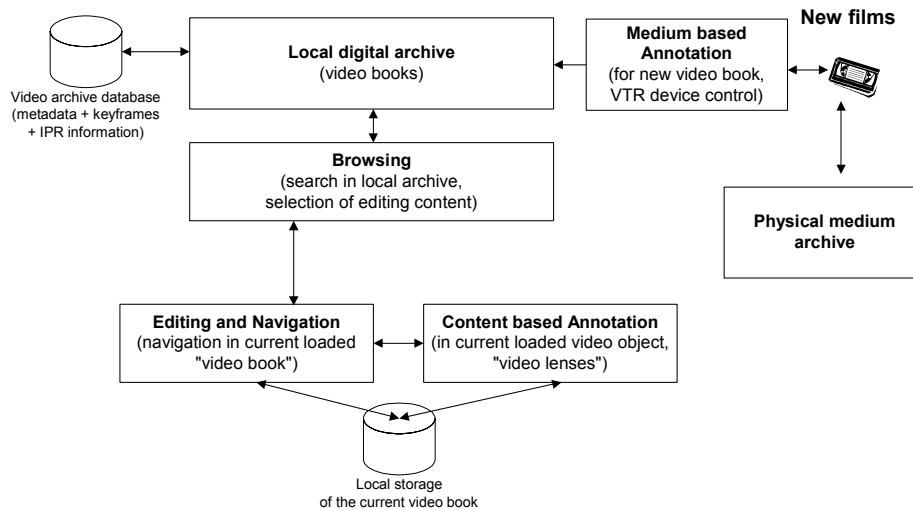 New films
Local digital archive
(video books)
Medium based
Annotation
(for new video book,
VTR device control)
Video archive database
(metadata + keyframes
+ IPR information)
Browsing
(search in local archive,
selection of editing content)
Physical medium
archive
Editing and Navigation
(navigation in current loaded
"video book")
Content based Annotation
(in current loaded video object,
"video lenses")
Local storage
of the current video book